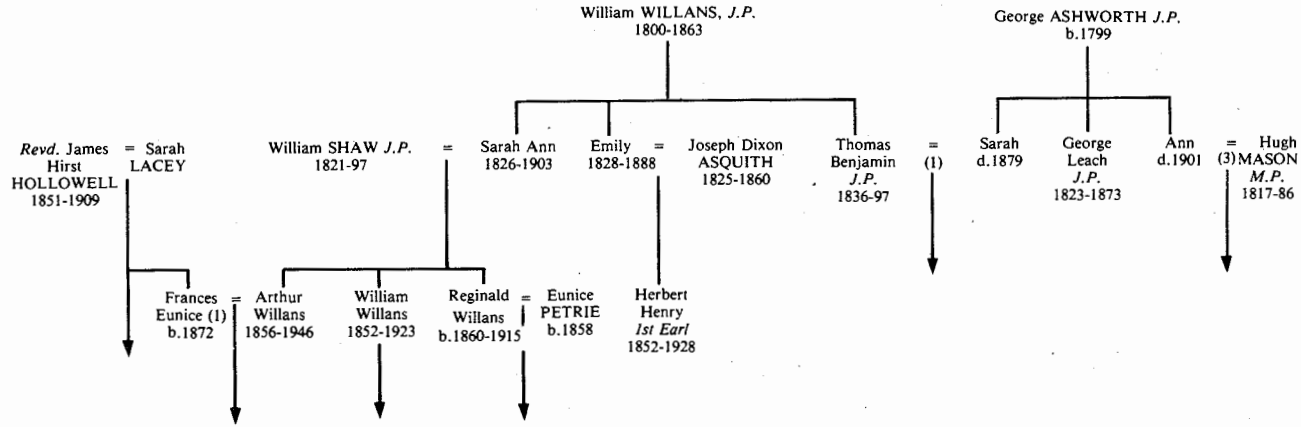 William WILLANS, J.P.
1800-1863
George ASHWORTH J.P.
b.1799
Revd. James
Hirst
HOLLOWELL
1851-1909
= Sarah
LACEY
William SHAW J.P.
1821-97
=
Sarah Ann
1826-1903
Emily
1828-1888
=
Joseph Dixon
ASQUITH
1825-1860
Thomas
Benjamin
J.P.
1836-97
=
(1)
Sarah
d.1879
George
Leach
J.P.
1823-1873
Ann
d.1901
=
(3)
Hugh
MASON
M.P.
1817-86
Frances
Eunice (1)
b.1872
=
Arthur
Willans
1856-1946
William
Willans
1852-1923
Reginald
Willans
b.1860-1915
=
Eunice
PETRIE
b.1858
Herbert
Henry
1st Earl
1852-1928